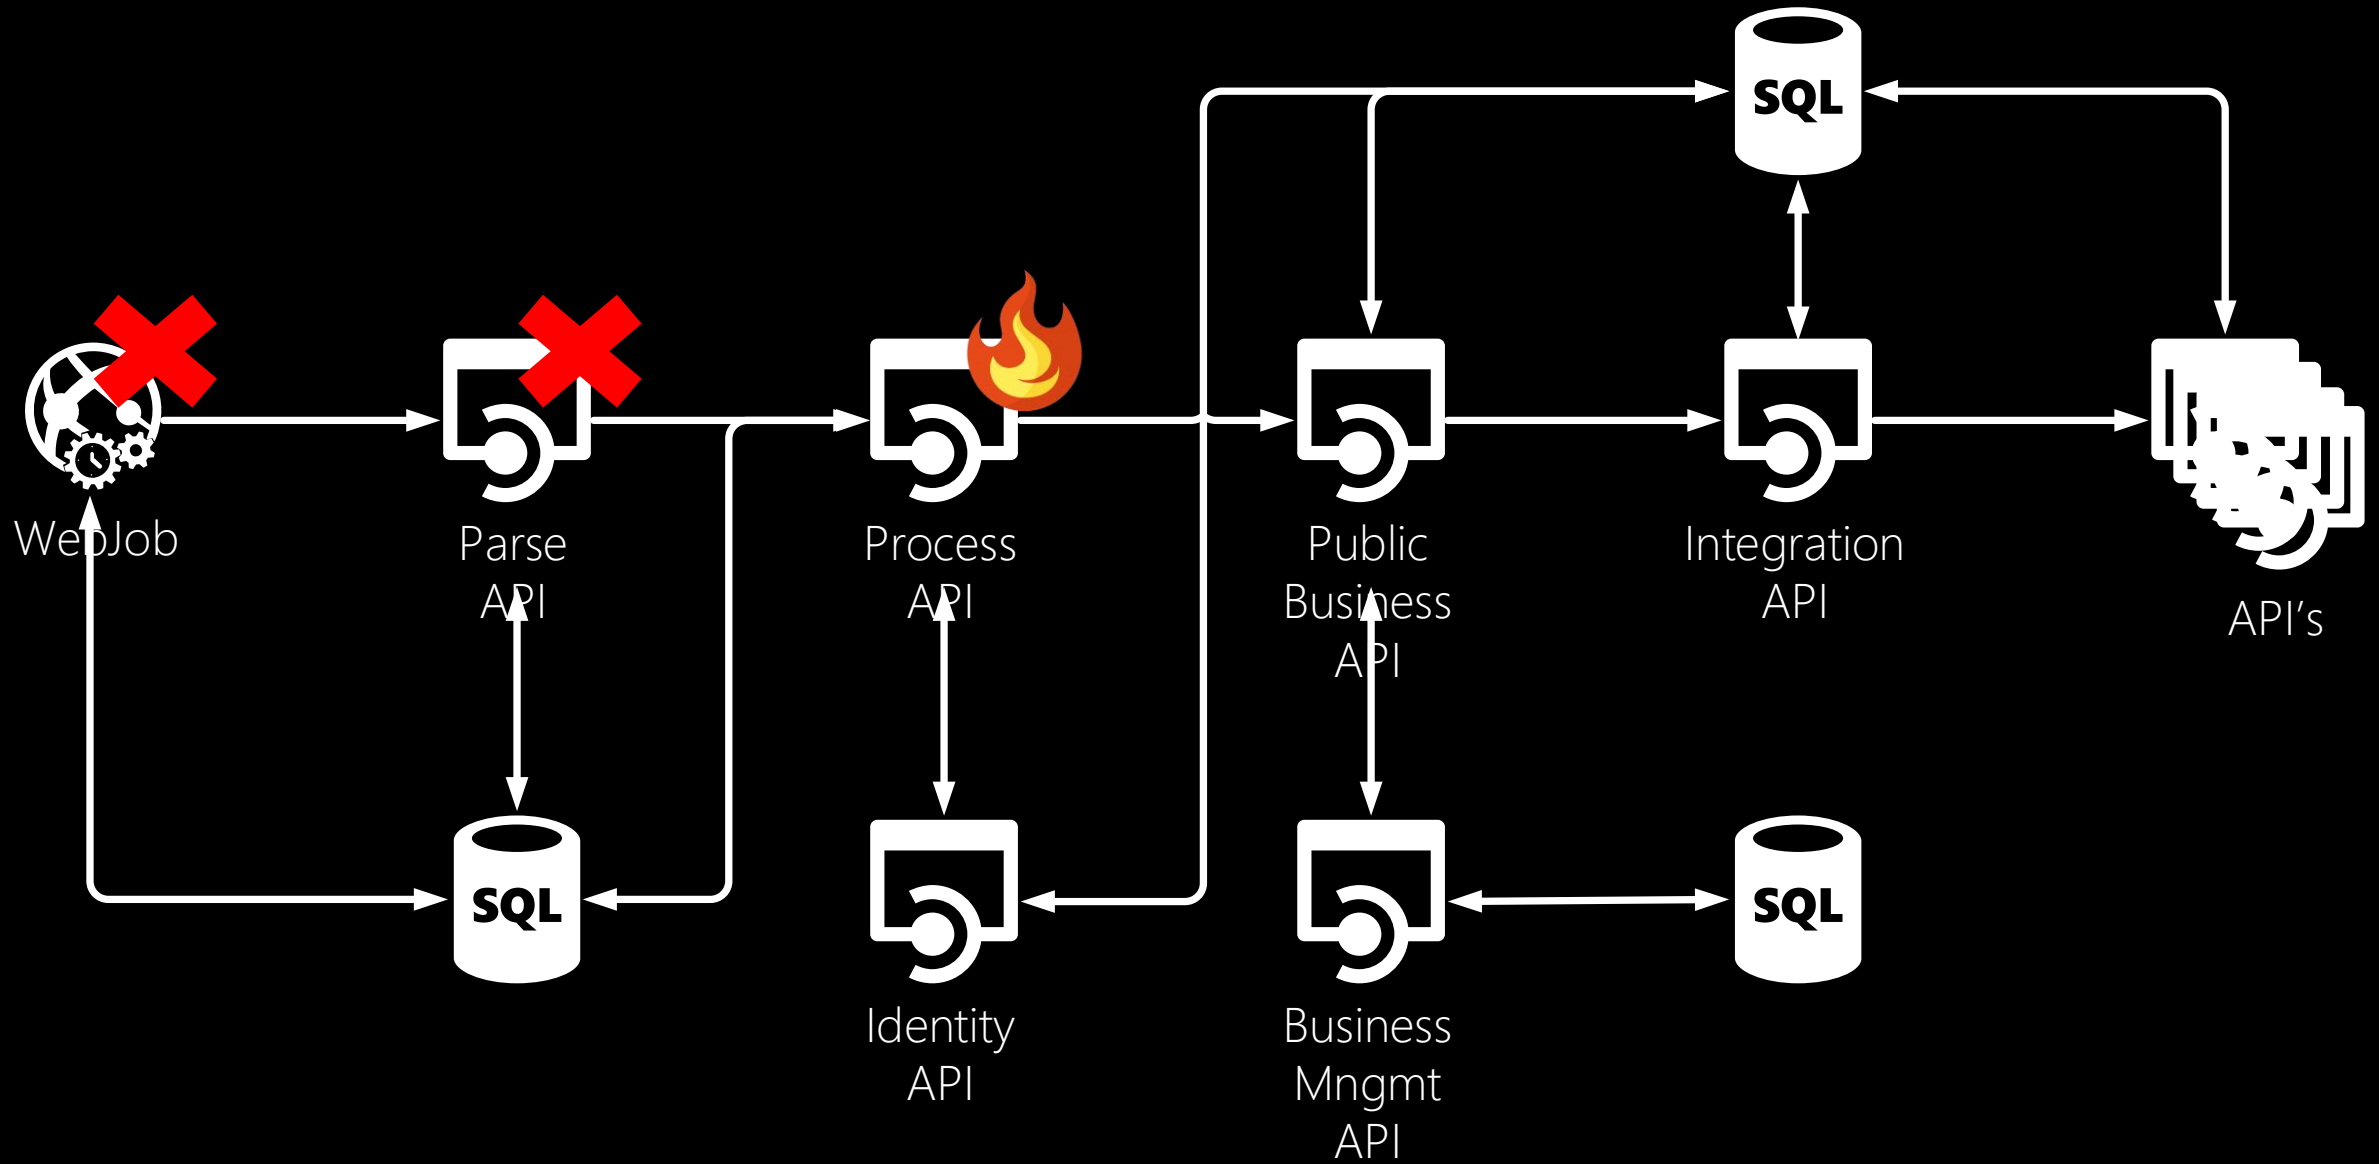 SQL
WebJob
Parse
API
Process
API
Public
Business
API
Integration
API
API's
SQL
SQL
Identity
API
Business
Mngmt
API